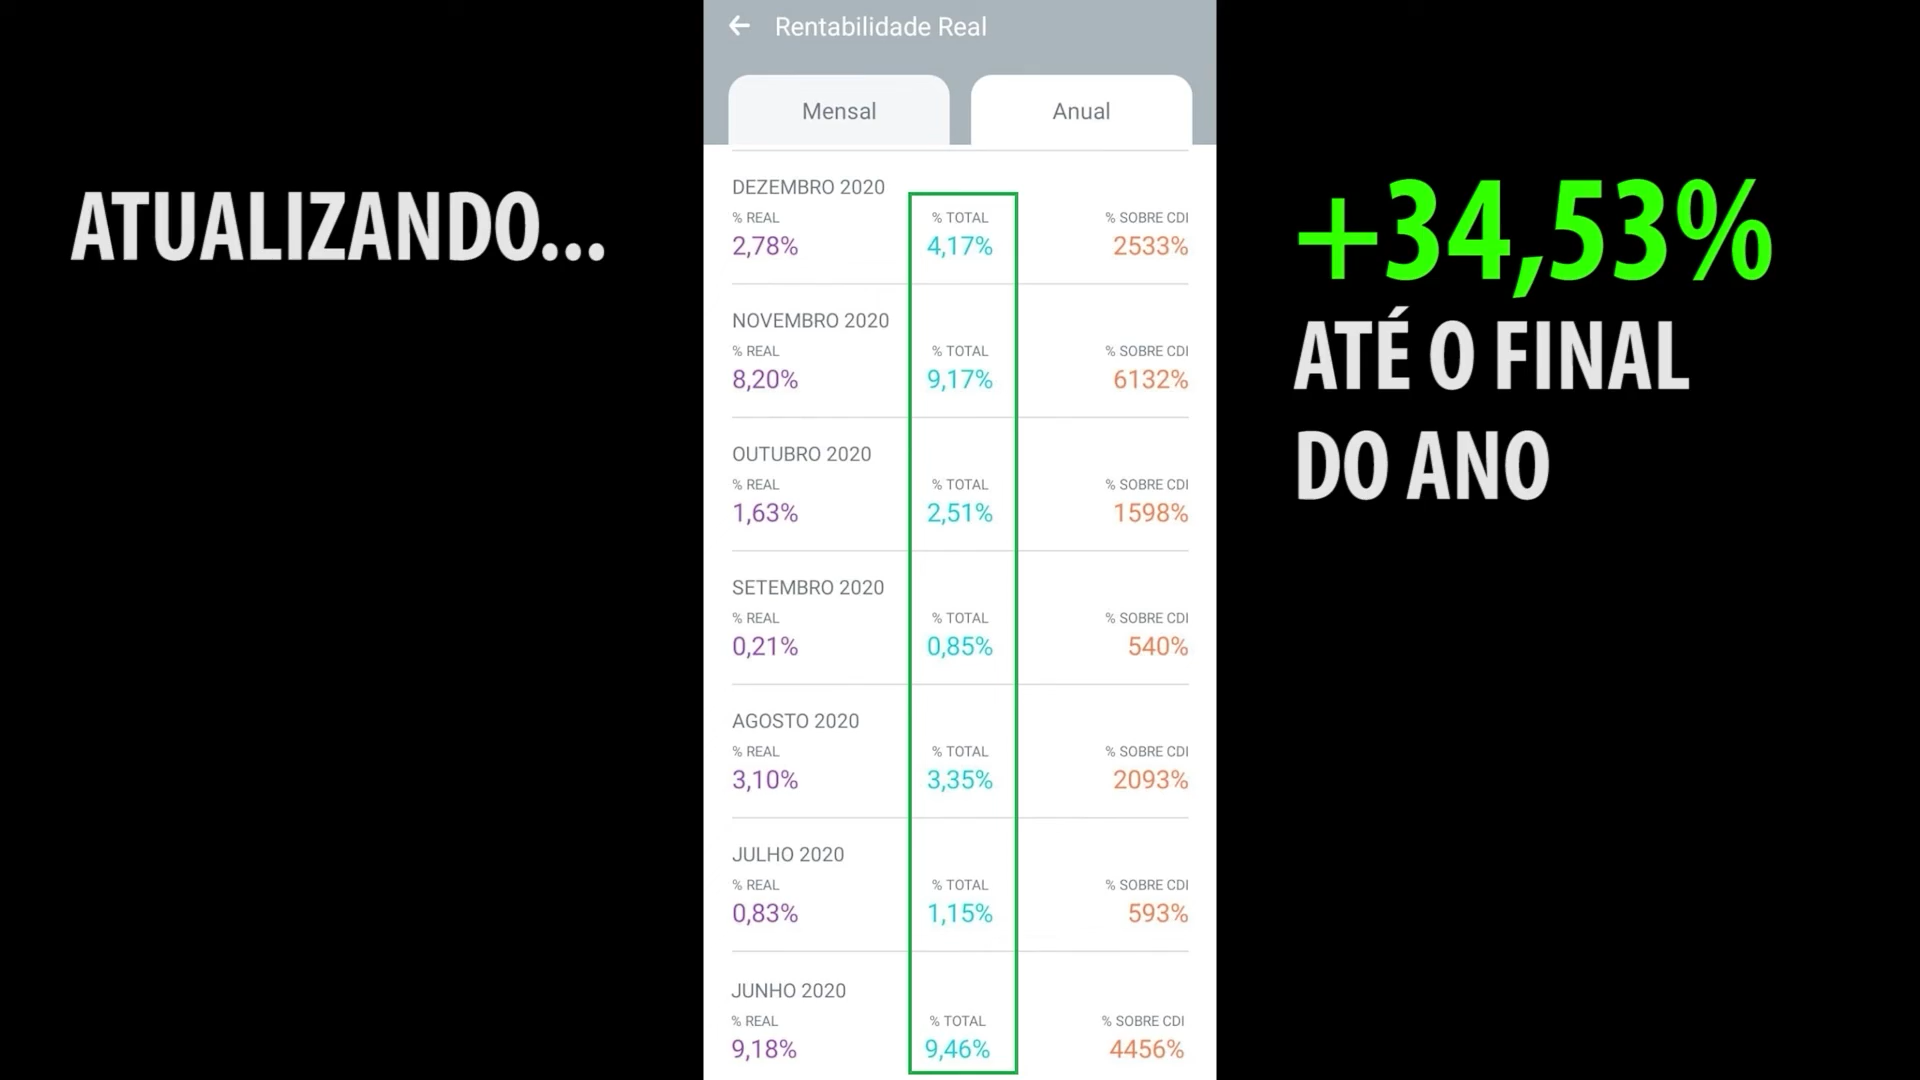 Rentabilidade Real
Mensal Anual
ATUALIZANDO...
DEZEMBRO 2020
% REAL % TOTAL % SOBRE CDI
2,78% 4,17% 2533%
NOVEMBRO 2020
% REAL % TOTAL % SOBRE CDI
8,20% 9,17% 6132%
OUTUBRO 2020
% REAL % TOTAL % SOBRE CDI
1,63% 2,51% 1598%
SETEMBRO 2020
% REAL % TOTAL % SOBRE CDI
0,21% 0,85% 540%
AGOSTO 2020
% REAL % TOTAL % SOBRE CDI
3,10% 3,35% 2093%
JULHO 2020
% REAL % TOTAL % SOBRE CDI
0,83% 1,15% 593%
JUNHO 2020
% REAL % TOTAL % SOBRE CDI
9,18% 9,46% 4456%
+34,53%
ATÉ O FINAL
DO ANO